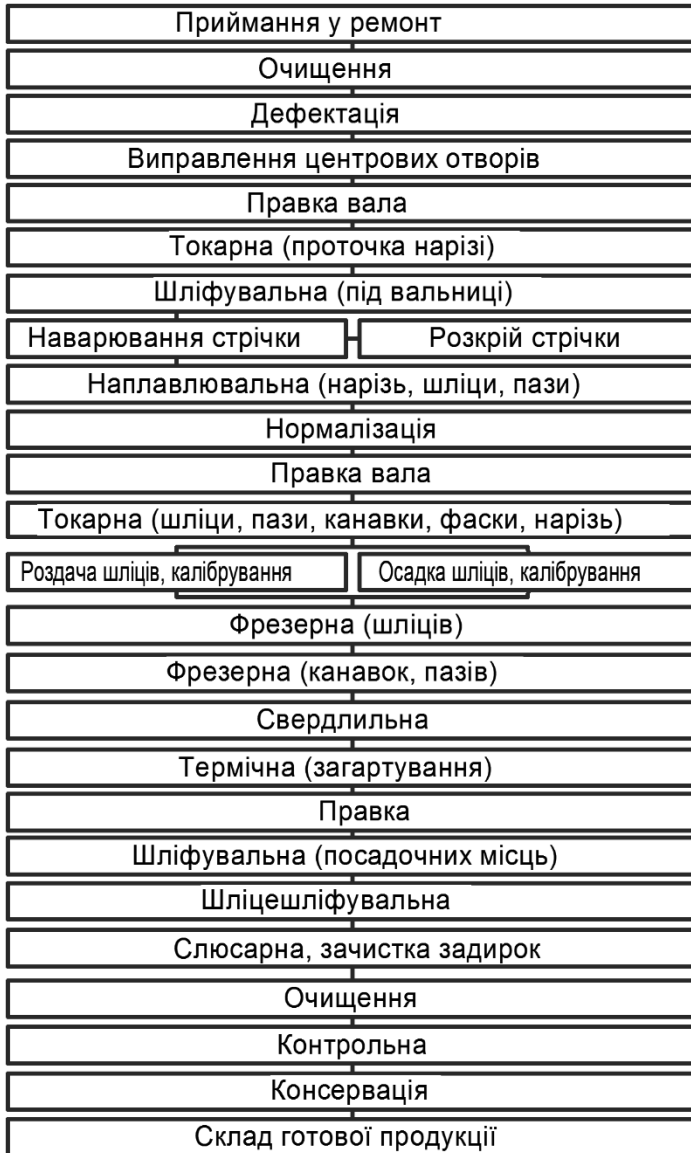 Приймання у ремонт
Очищення
Дефектація
Виправлення центрових отворів
Правка вала
Токарна (проточка нарізі)
Шліфувальна (під вальниці)
Наварювання стрічки
Розкрій стрічки
Наплавлювальна (нарізь, шліци, пази)
Нормалізація
Правка вала
Токарна (шліци, пази, канавки, фаски, нарізь)
Роздача шліців, калібрування
Осадка шліців, калібрування
Фрезерна (шліців)
Фрезерна (канавок, пазів)
Свердлильна
Термічна (загартування)
Правка
Шліфувальна (посадочних місць)
Шліцешліфувальна
Слюсарна, зачистка задирок
Очищення
Контрольна
Консервація
Склад готової продукції